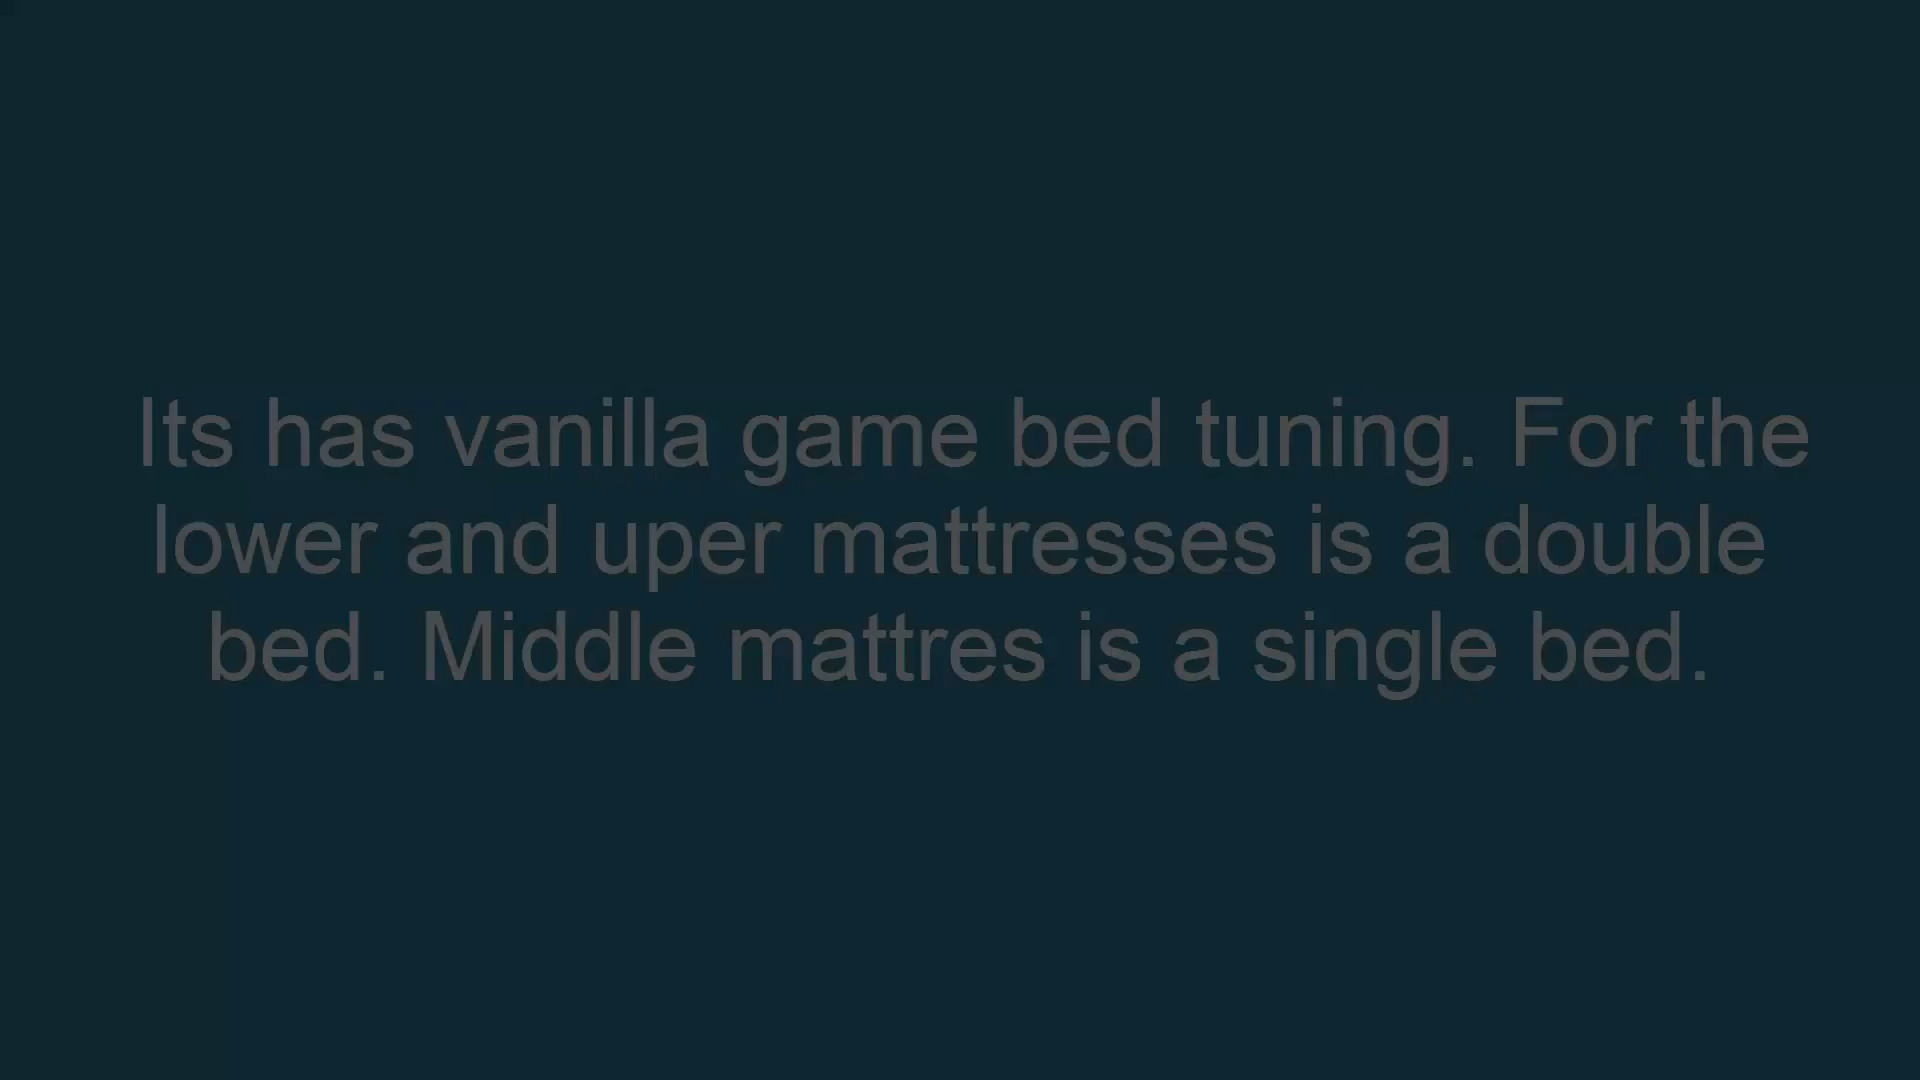 Its has vanilla game bed tuning. For the
lower and uper mattresses is a double
bed. Middle mattres is a single bed.